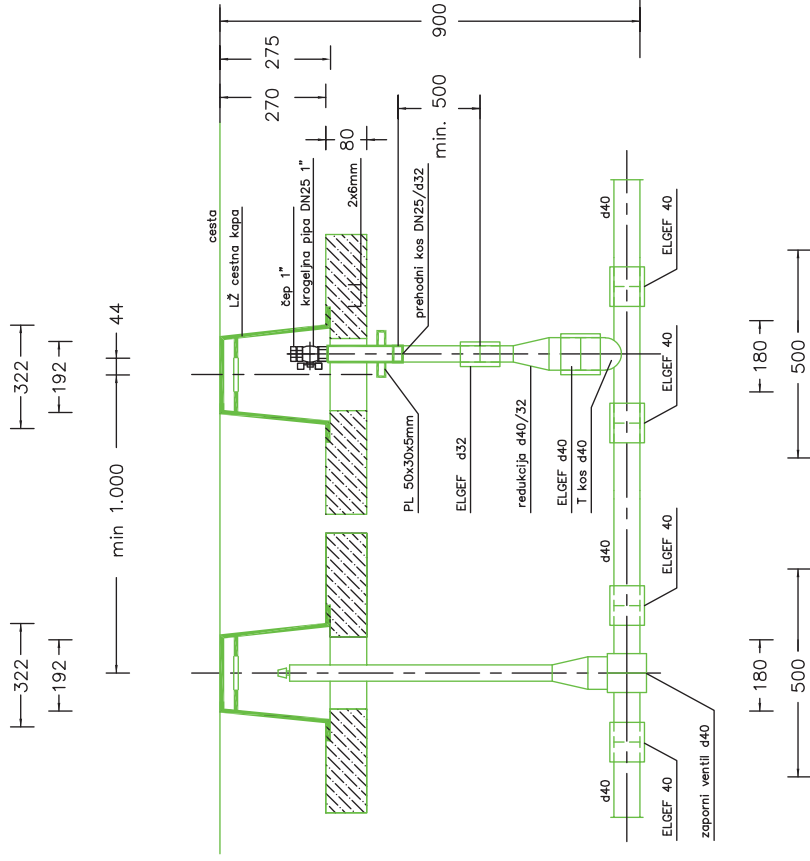 900
275
44
270
322
192
min. 500
cesta
80
LŽ cestna kapa
čep 1"
krogeljna pipa DN25 1"
2x6mm
prehodni kos DN25/d32
min 1.000
d40
ELGEF 40
ELGEF 40
180
500
PL 50x30x5mm
ELGEF d32
redukcija d40/32
ELGEF d40
T kos d40
d40
ELGEF 40
322
192
180
500
d40
ELGEF 40
zaporni ventil d40